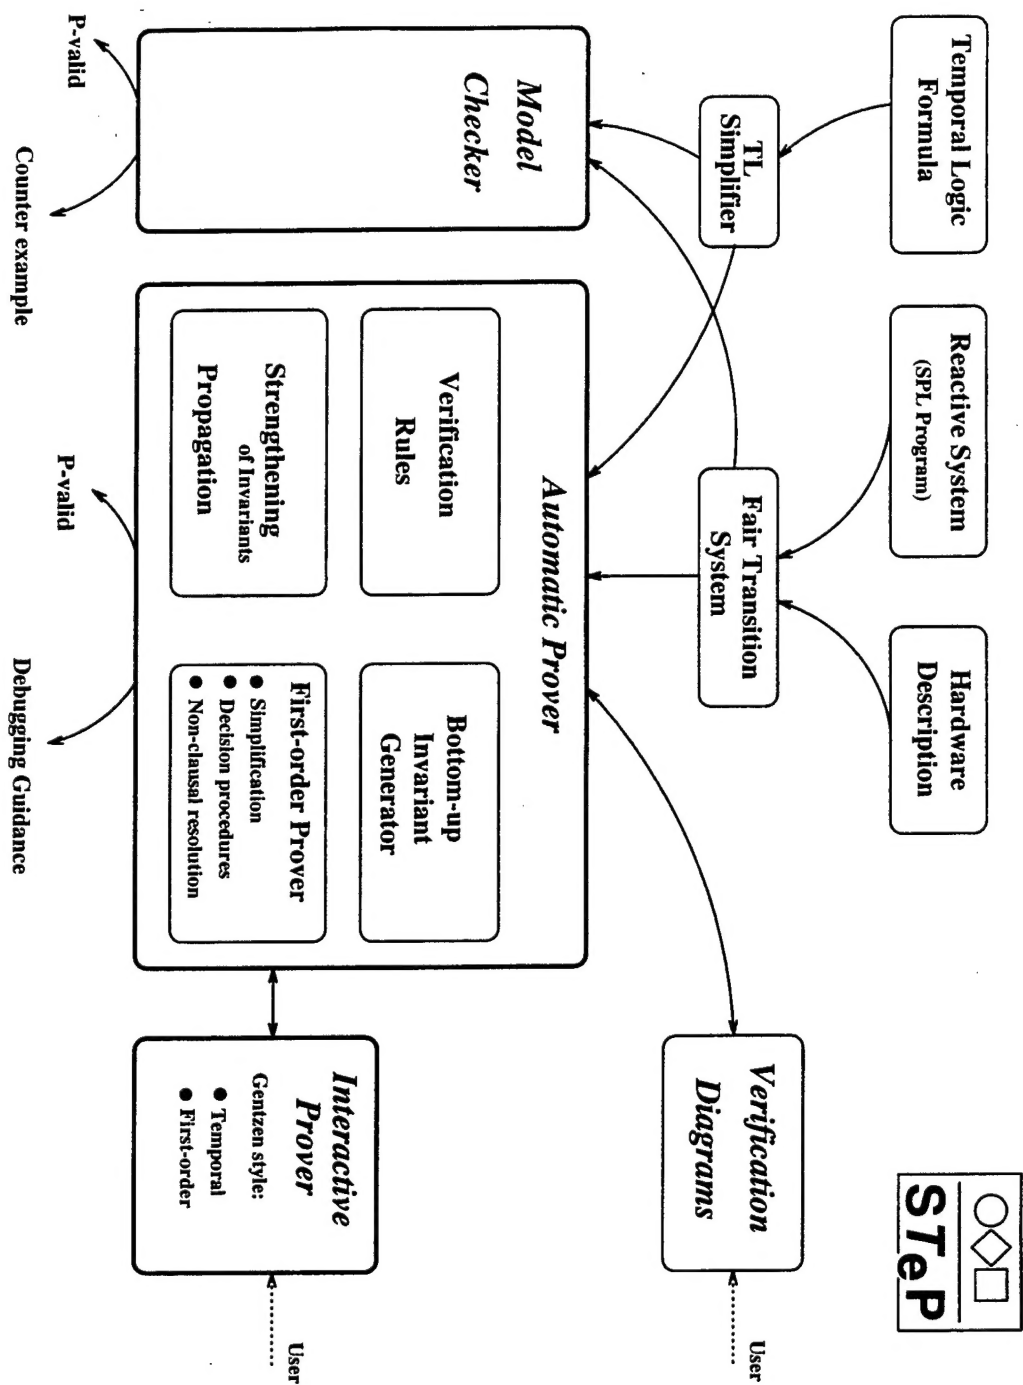 STeP
Temporal Logic
Formula
Reactive System
(SPL Program)
Hardware
Description
TL
Simplifier
Fair Transition
System
Verification
Diagrams
User
Model
Checker
Automatic Prover
Verification
Rules
Bottom-up
Invariant
Generator
Strengthening
of Invariants
Propagation
First-order Prover
● Simplification
● Decision procedures
● Non-clausal resolution
Interactive
Prover
Gentzen style:
● Temporal
● First-order
User
P-valid
Counter example
P-valid
Debugging Guidance